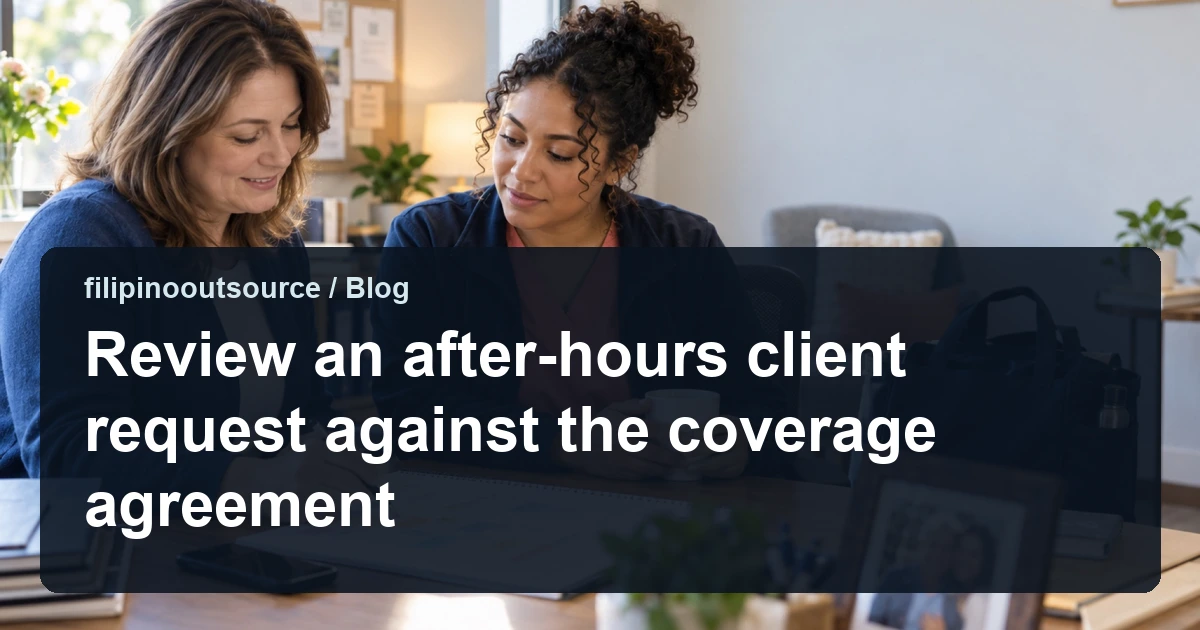 filipinooutsource / Blog
Review an after-hours client
request against the coverage
agreement